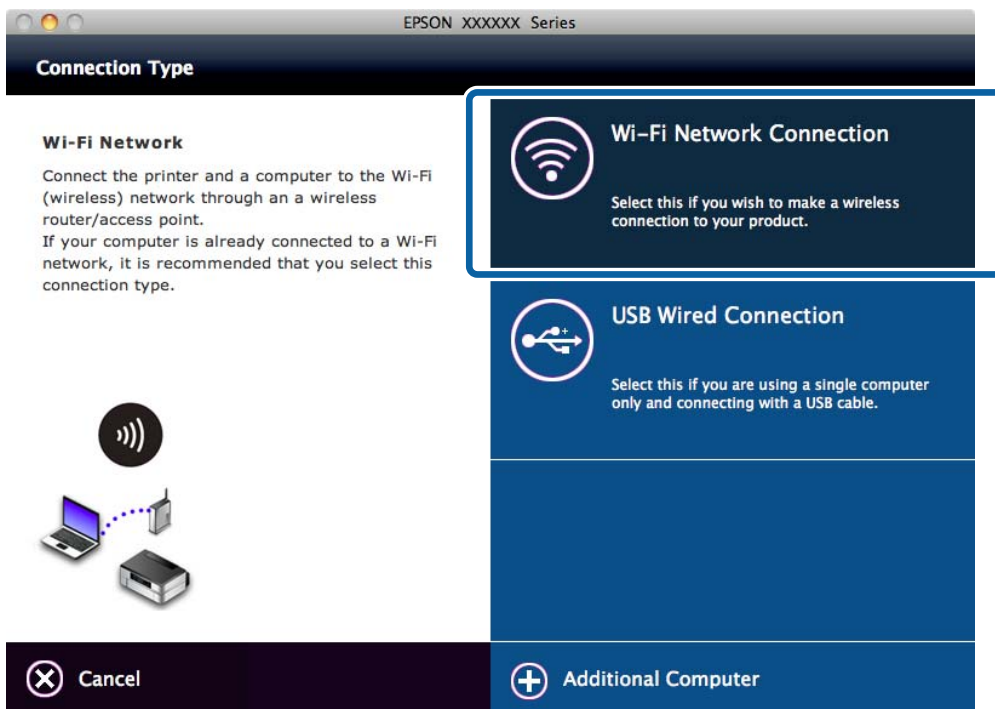 EPSON XXXXXX Series
Connection Type
Wi-Fi Network
Connect the printer and a computer to the Wi-Fi
(wireless) network through an a wireless
router/access point.
If your computer is already connected to a Wi-Fi
network, it is recommended that you select this
connection type.
Wi-Fi Network Connection
Select this if you wish to make a wireless
connection to your product.
USB Wired Connection
Select this if you are using a single computer
only and connecting with a USB cable.
Cancel
Additional Computer